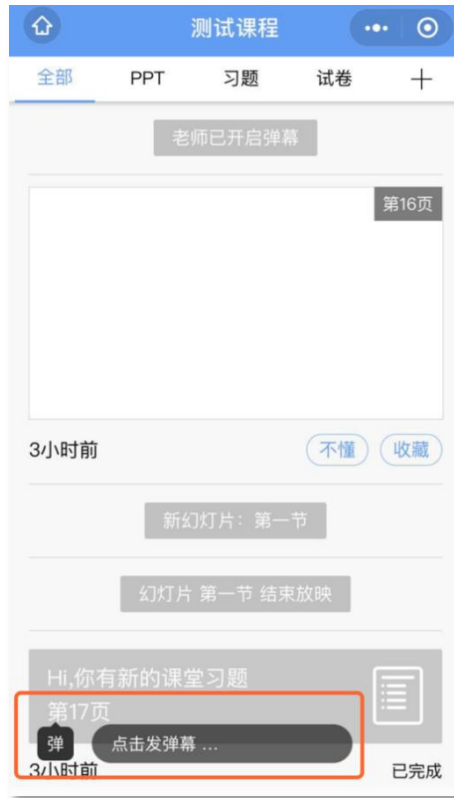 测试课程
全部 PPT 习题 试卷
老师已开启弹幕
第16页
3小时前 不懂 收藏
新幻灯片：第一节
幻灯片 第一节 结束放映
Hi,你有新的课堂习题
第17页
弹 点击发弹幕 ...
3小时前 已完成